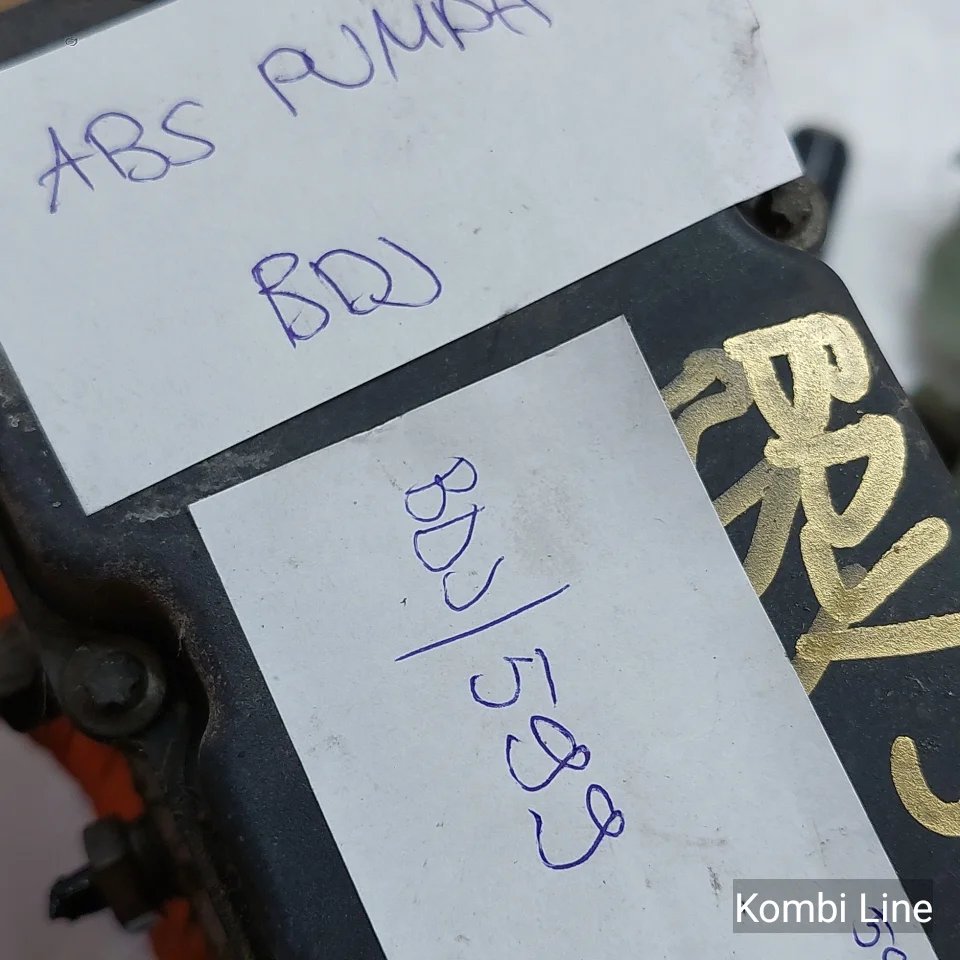 ABS PUMPA
BDJ
BDJ/599
Kombi Line